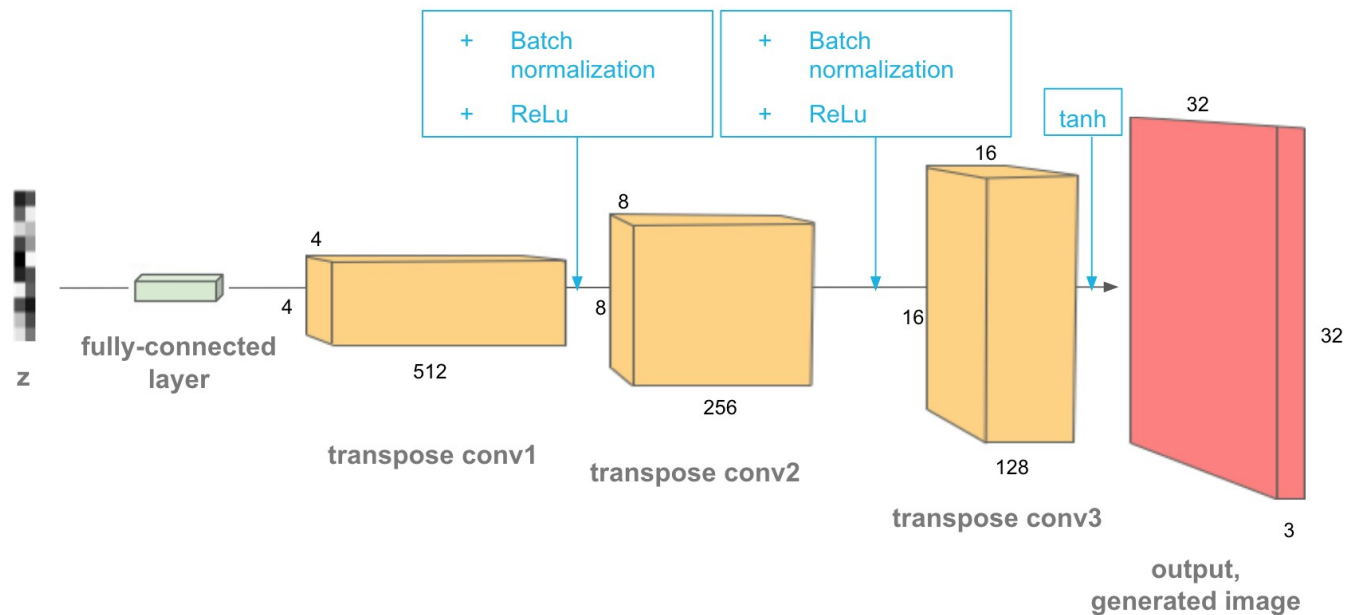 + Batch
normalization
+ ReLu
+ Batch
normalization
+ ReLu
tanh
32
16
8
4
4
8
16
32
fully-connected
layer
z
512
256
128
3
transpose conv1
transpose conv2
transpose conv3
output,
generated image